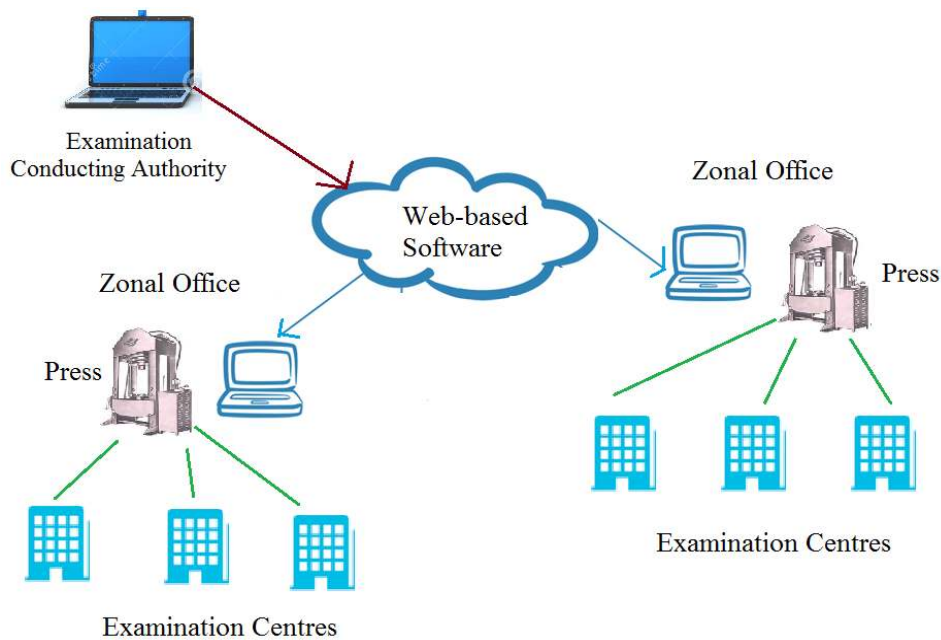 Examination
Conducting Authority
Web-based
Software
Zonal Office
Press
Zonal Office
Press
Examination Centres
Examination Centres